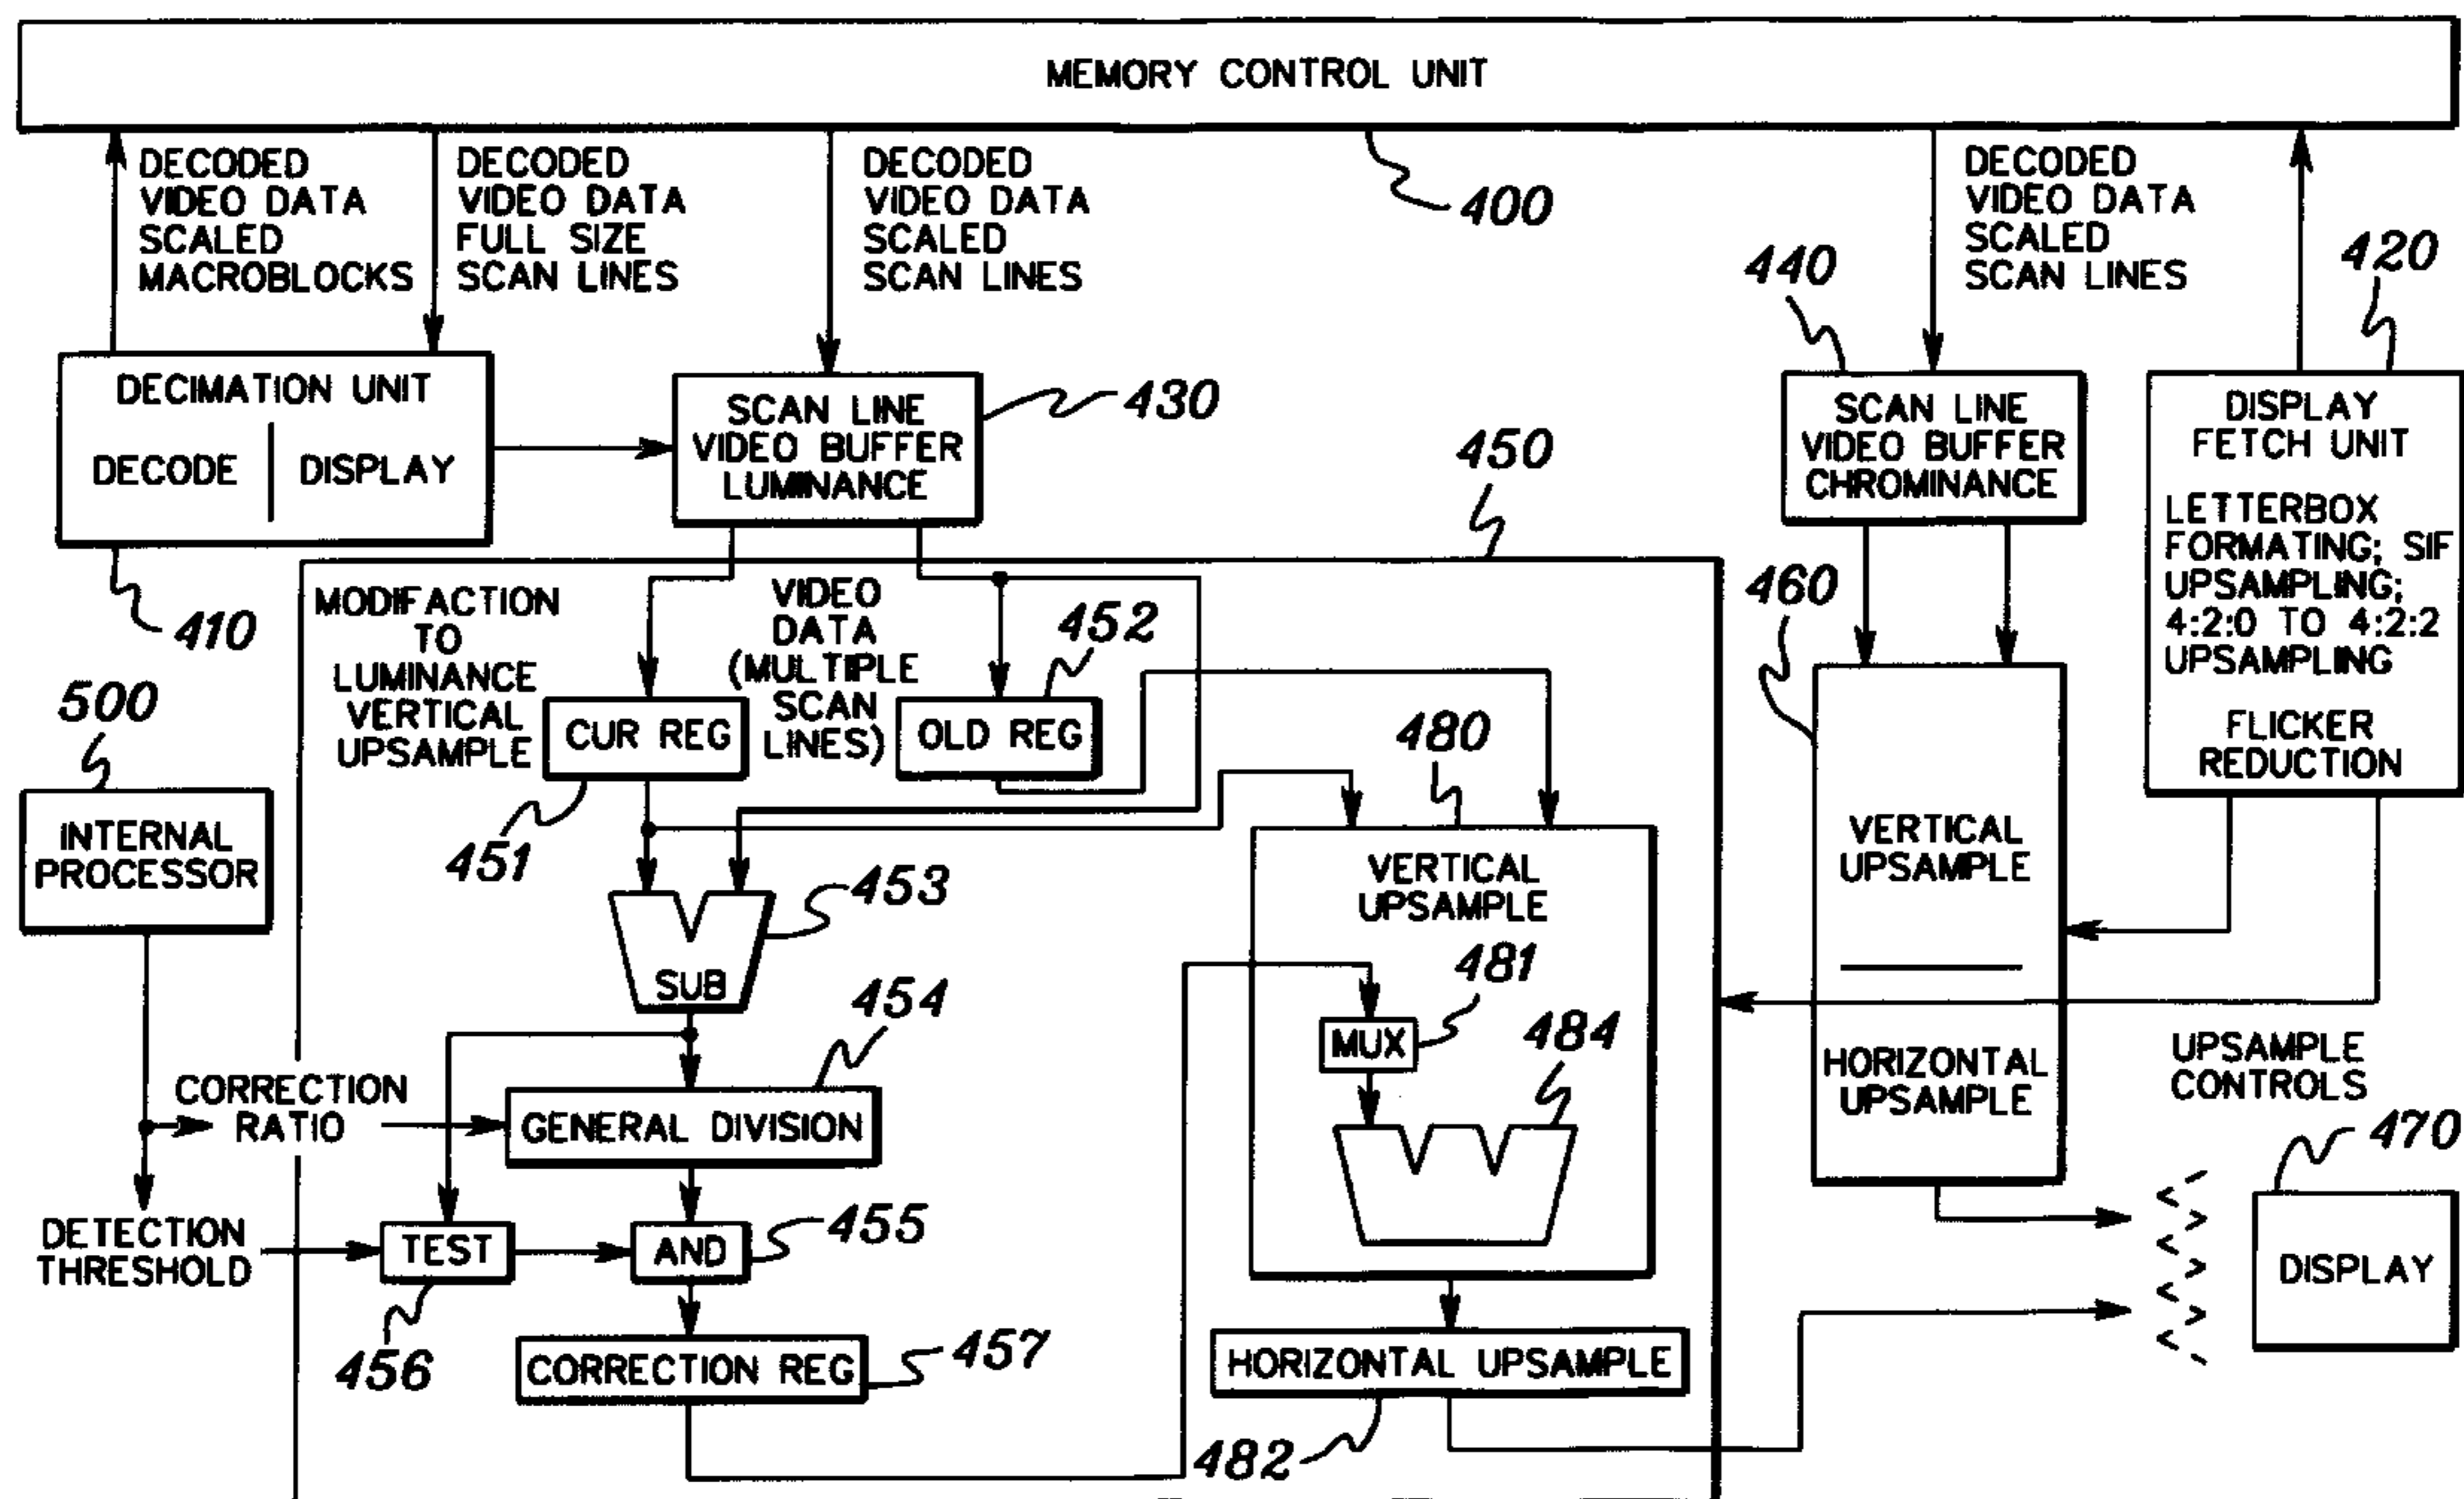 MEMORY CONTROL UNIT
DECODED
VIDEO DATA
SCALED
MACROBLOCKS
DECODED
VIDEO DATA
FULL SIZE
SCAN LINES
DECODED
VIDEO DATA
SCALED
SCAN LINES
400
DECODED
VIDEO DATA
SCALED
SCAN LINES
440
420
DECIMATION UNIT
DECODE
DISPLAY
410
SCAN LINE
VIDEO BUFFER
LUMINANCE
430
450
SCAN LINE
VIDEO BUFFER
CHROMINANCE
DISPLAY
FETCH UNIT
LETTERBOX
FORMATING; SIF
UPSAMPLING;
4:2:0 TO 4:2:2
UPSAMPLING
FLICKER
REDUCTION
460
MODIFACTION
TO
LUMINANCE
VERTICAL
UPSAMPLE
VIDEO
DATA
(MULTIPLE
SCAN
LINES)
452
CUR REG
OLD REG
480
500
INTERNAL
PROCESSOR
451
453
SUB
VERTICAL
UPSAMPLE
481
MUX
484
VERTICAL
UPSAMPLE
HORIZONTAL
UPSAMPLE
UPSAMPLE
CONTROLS
470
DISPLAY
454
CORRECTION
RATIO
GENERAL DIVISION
DETECTION
THRESHOLD
TEST
AND
455
456
CORRECTION REG
457
HORIZONTAL UPSAMPLE
482